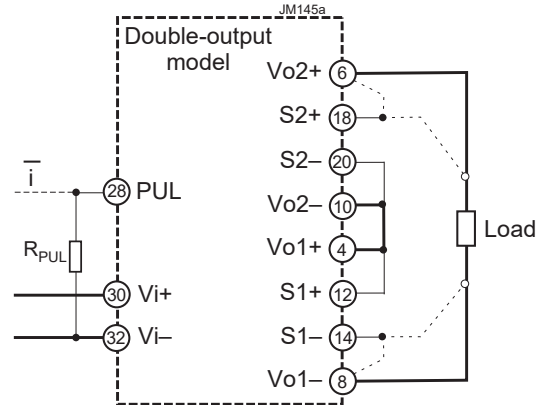 JM145a
Double-output
model
Vo2+
6
S2+
18
S2–
20
i
28
PUL
Vo2–
10
Vo1+
4
Load
RPUL
S1+
12
30
Vi+
S1–
14
32
Vi–
Vo1–
8